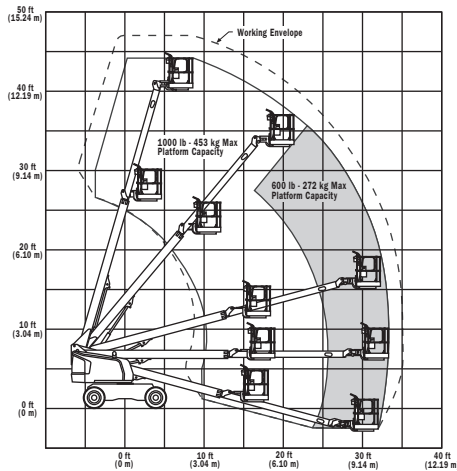 50 ft
(15.24 m)
Working Envelope
40 ft
(12.19 m)
1000 lb - 453 kg Max
Platform Capacity
30 ft
(9.14 m)
600 lb - 272 kg Max
Platform Capacity
20 ft
(6.10 m)
10 ft
(3.04 m)
0 ft
(0 m)
0 ft
(0 m)
10 ft
(3.04 m)
20 ft
(6.10 m)
30 ft
(9.14 m)
40 ft
(12.19 m